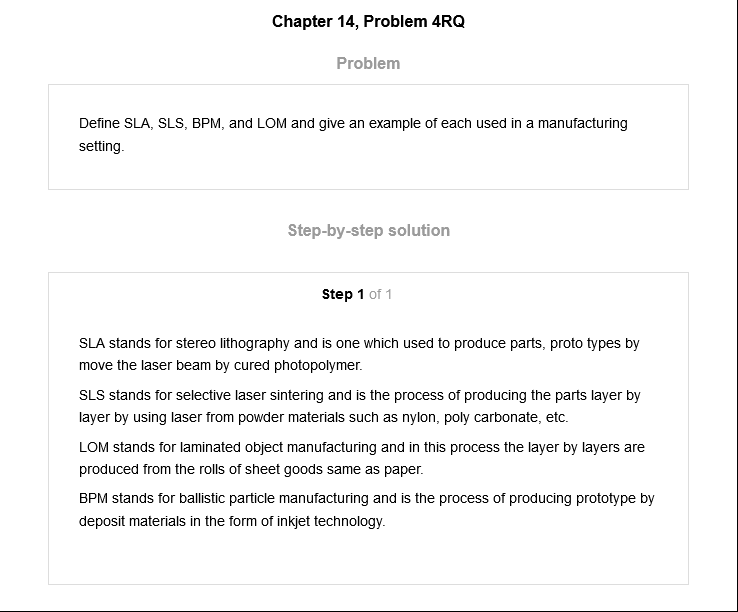 Chapter 14, Problem 4RQ
Problem
Define SLA, SLS, BPM, and LOM and give an example of each used in a manufacturing
setting.
Step-by-step solution
Step 1 of 1
SLA stands for stereo lithography and is one which used to produce parts, proto types by
move the laser beam by cured photopolymer.
SLS stands for selective laser sintering and is the process of producing the parts layer by
layer by using laser from powder materials such as nylon, poly carbonate, etc.
LOM stands for laminated object manufacturing and in this process the layer by layers are
produced from the rolls of sheet goods same as paper.
BPM stands for ballistic particle manufacturing and is the process of producing prototype by
deposit materials in the form of inkjet technology.